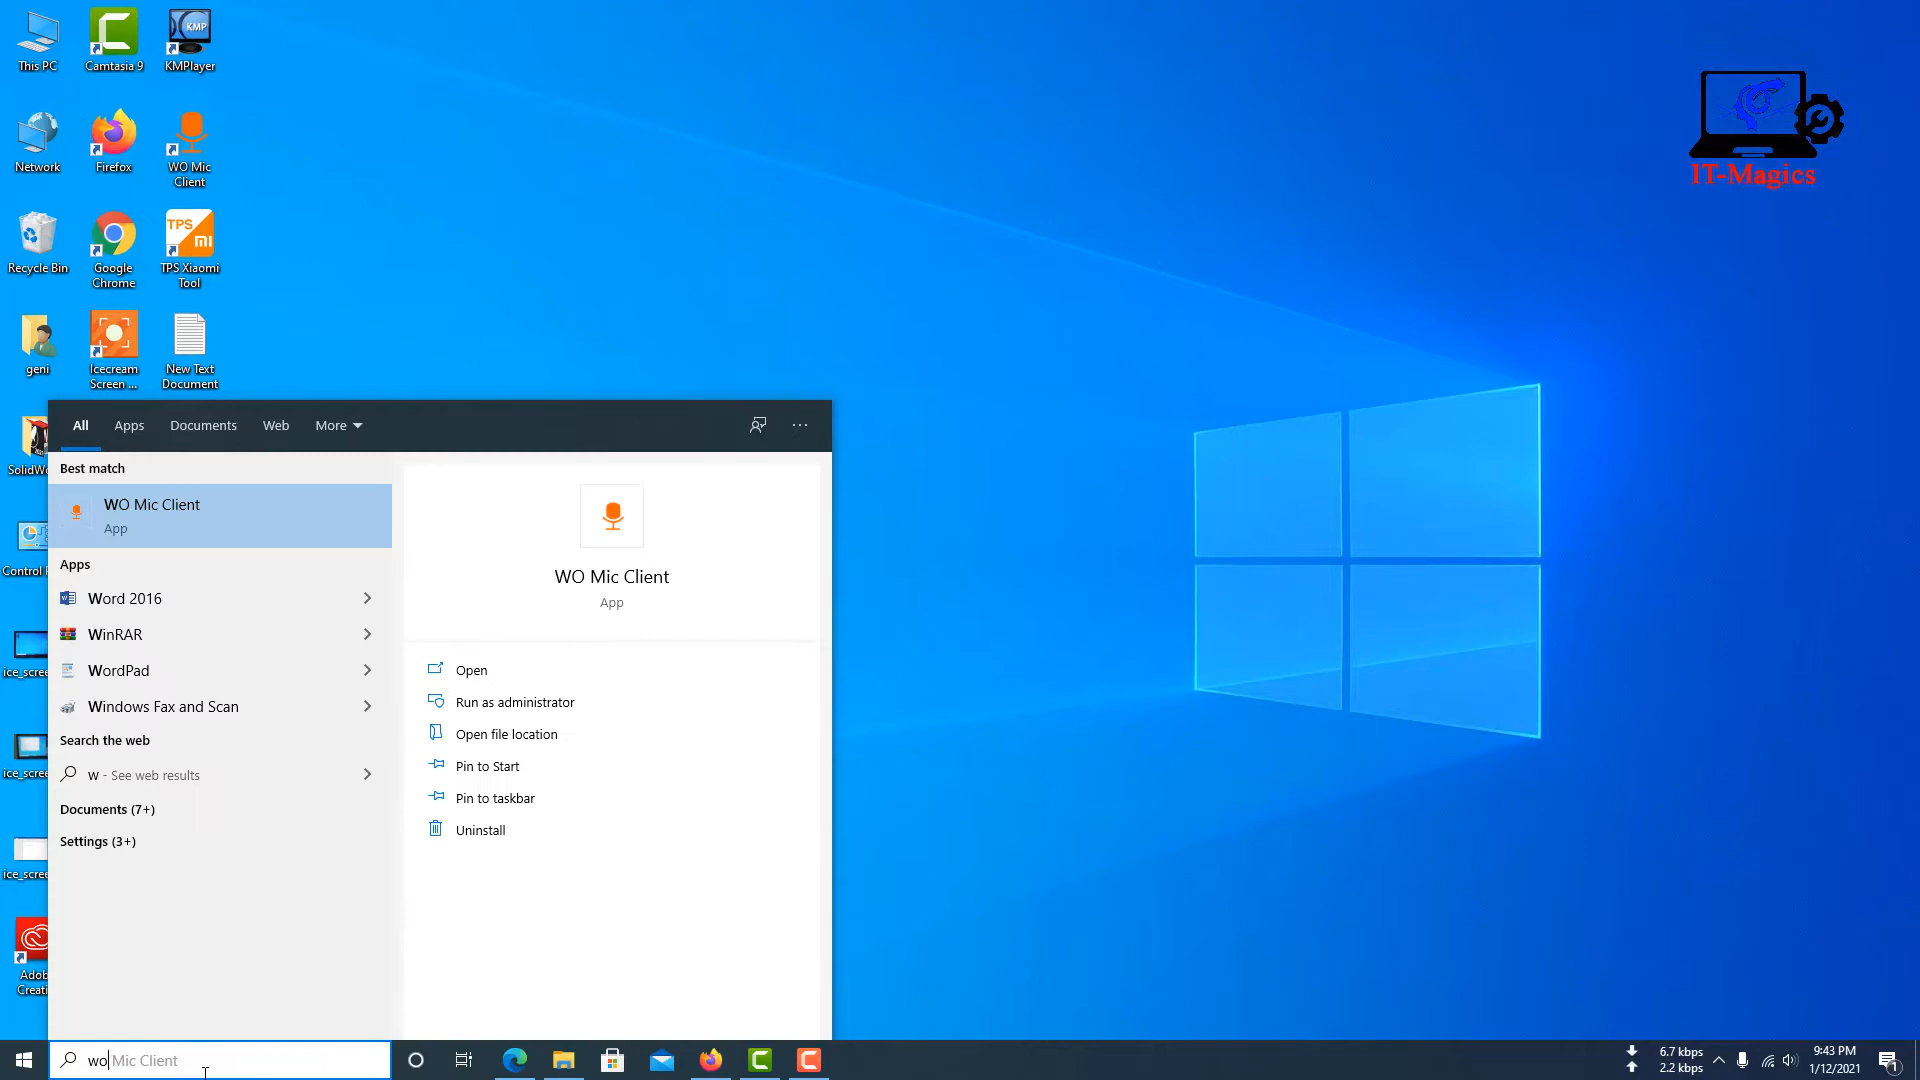 This PC
Camtasia 9
KMP
KMPlayer
Network
Firefox
WO Mic
Client
TPS
mi
Recycle Bin
Google
Chrome
TPS Xiaomi
Tool
geni
Icecream
Screen ...
New Text
Document
IT-Magics
All
Apps
Documents
Web
More
...
SolidWo
Control P
ice_scree
ice_scree
ice_scree
Adob
Creati
Best match
WO Mic Client
App
Apps
Word 2016
WinRAR
WordPad
Windows Fax and Scan
Search the web
w - See web results
Documents (7+)
Settings (3+)
WO Mic Client
App
Open
Run as administrator
Open file location
Pin to Start
Pin to taskbar
Uninstall
wo Mic Client
6.7 kbps
2.2 kbps
9:43 PM
1/12/2021
1